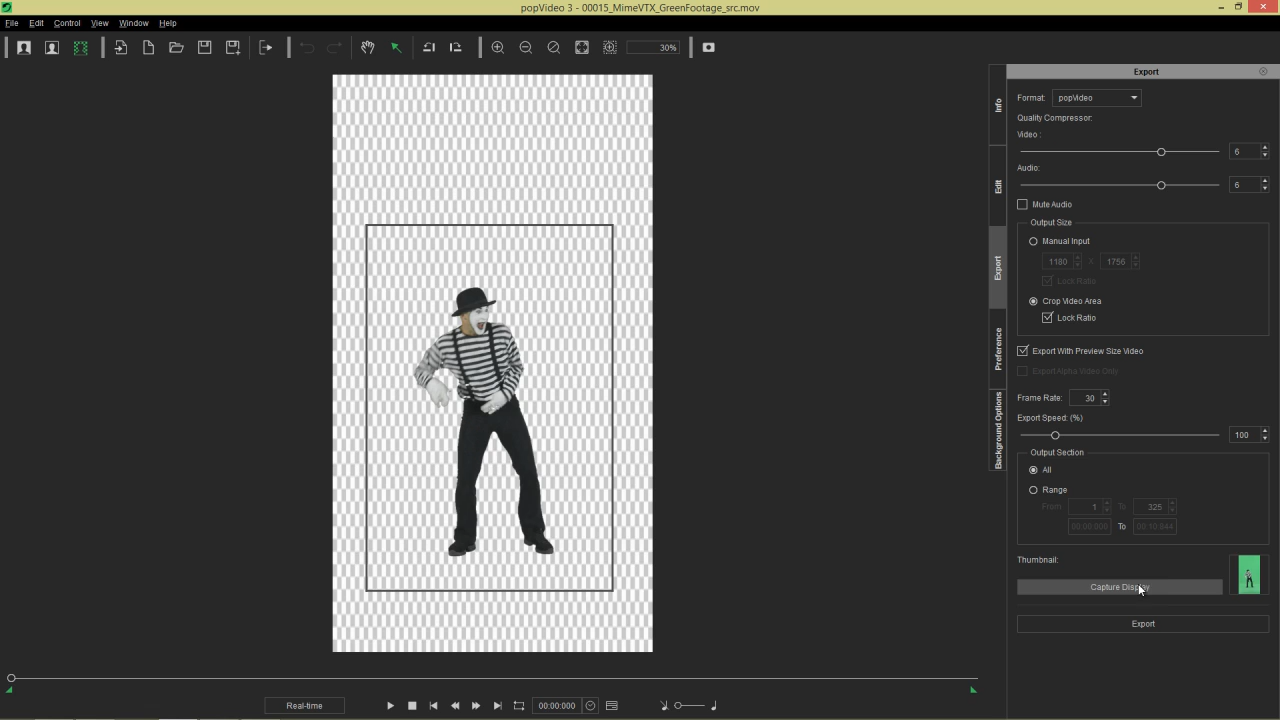 popVideo 3 - 00015_MimeVTX_GreenFootage_src.mov
File Edit Control View Window Help
30%
Export
Info
Edit
Export
Preference
Background Options
Format: popVideo
Quality Compressor:
Video :
6
Audio:
6
Mute Audio
Output Size
Manual Input
1180 X 1756
Lock Ratio
Crop Video Area
Lock Ratio
Export With Preview Size Video
Export Alpha Video Only
Frame Rate: 30
Export Speed: (%)
100
Output Section
All
Range
From 1 To 325
00:00:000 To 00:10:844
Thumbnail:
Capture Display
Export
Real-time
00:00:000